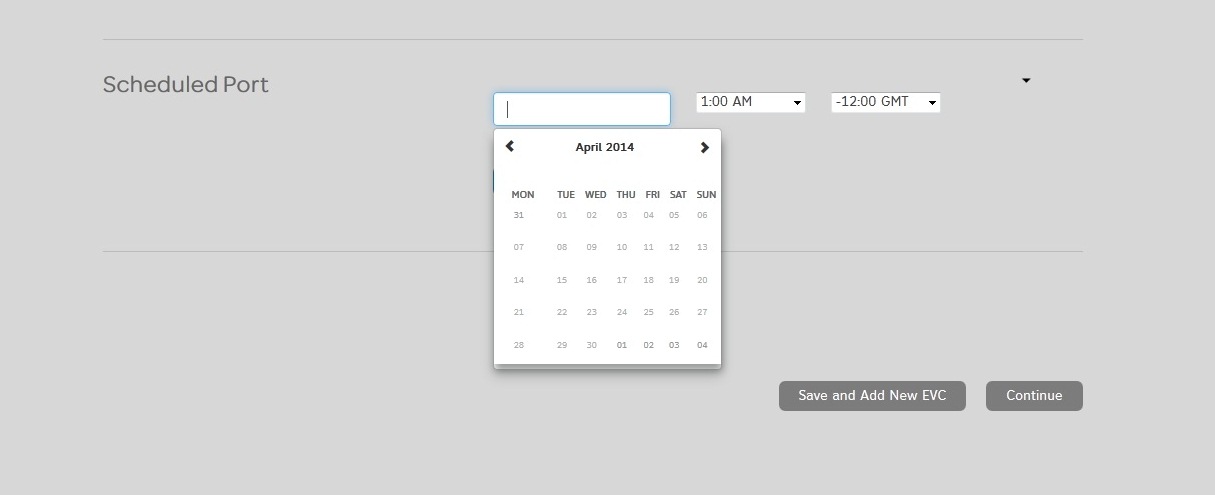 Scheduled Port
1:00 AM
-12:00 GMT
April 2014
MON TUE WED THU FRI SAT SUN
31 01 02 03 04 05 06
07 08 09 10 11 12 13
14 15 16 17 18 19 20
21 22 23 24 25 26 27
28 29 30 01 02 03 04
Save and Add New EVC
Continue